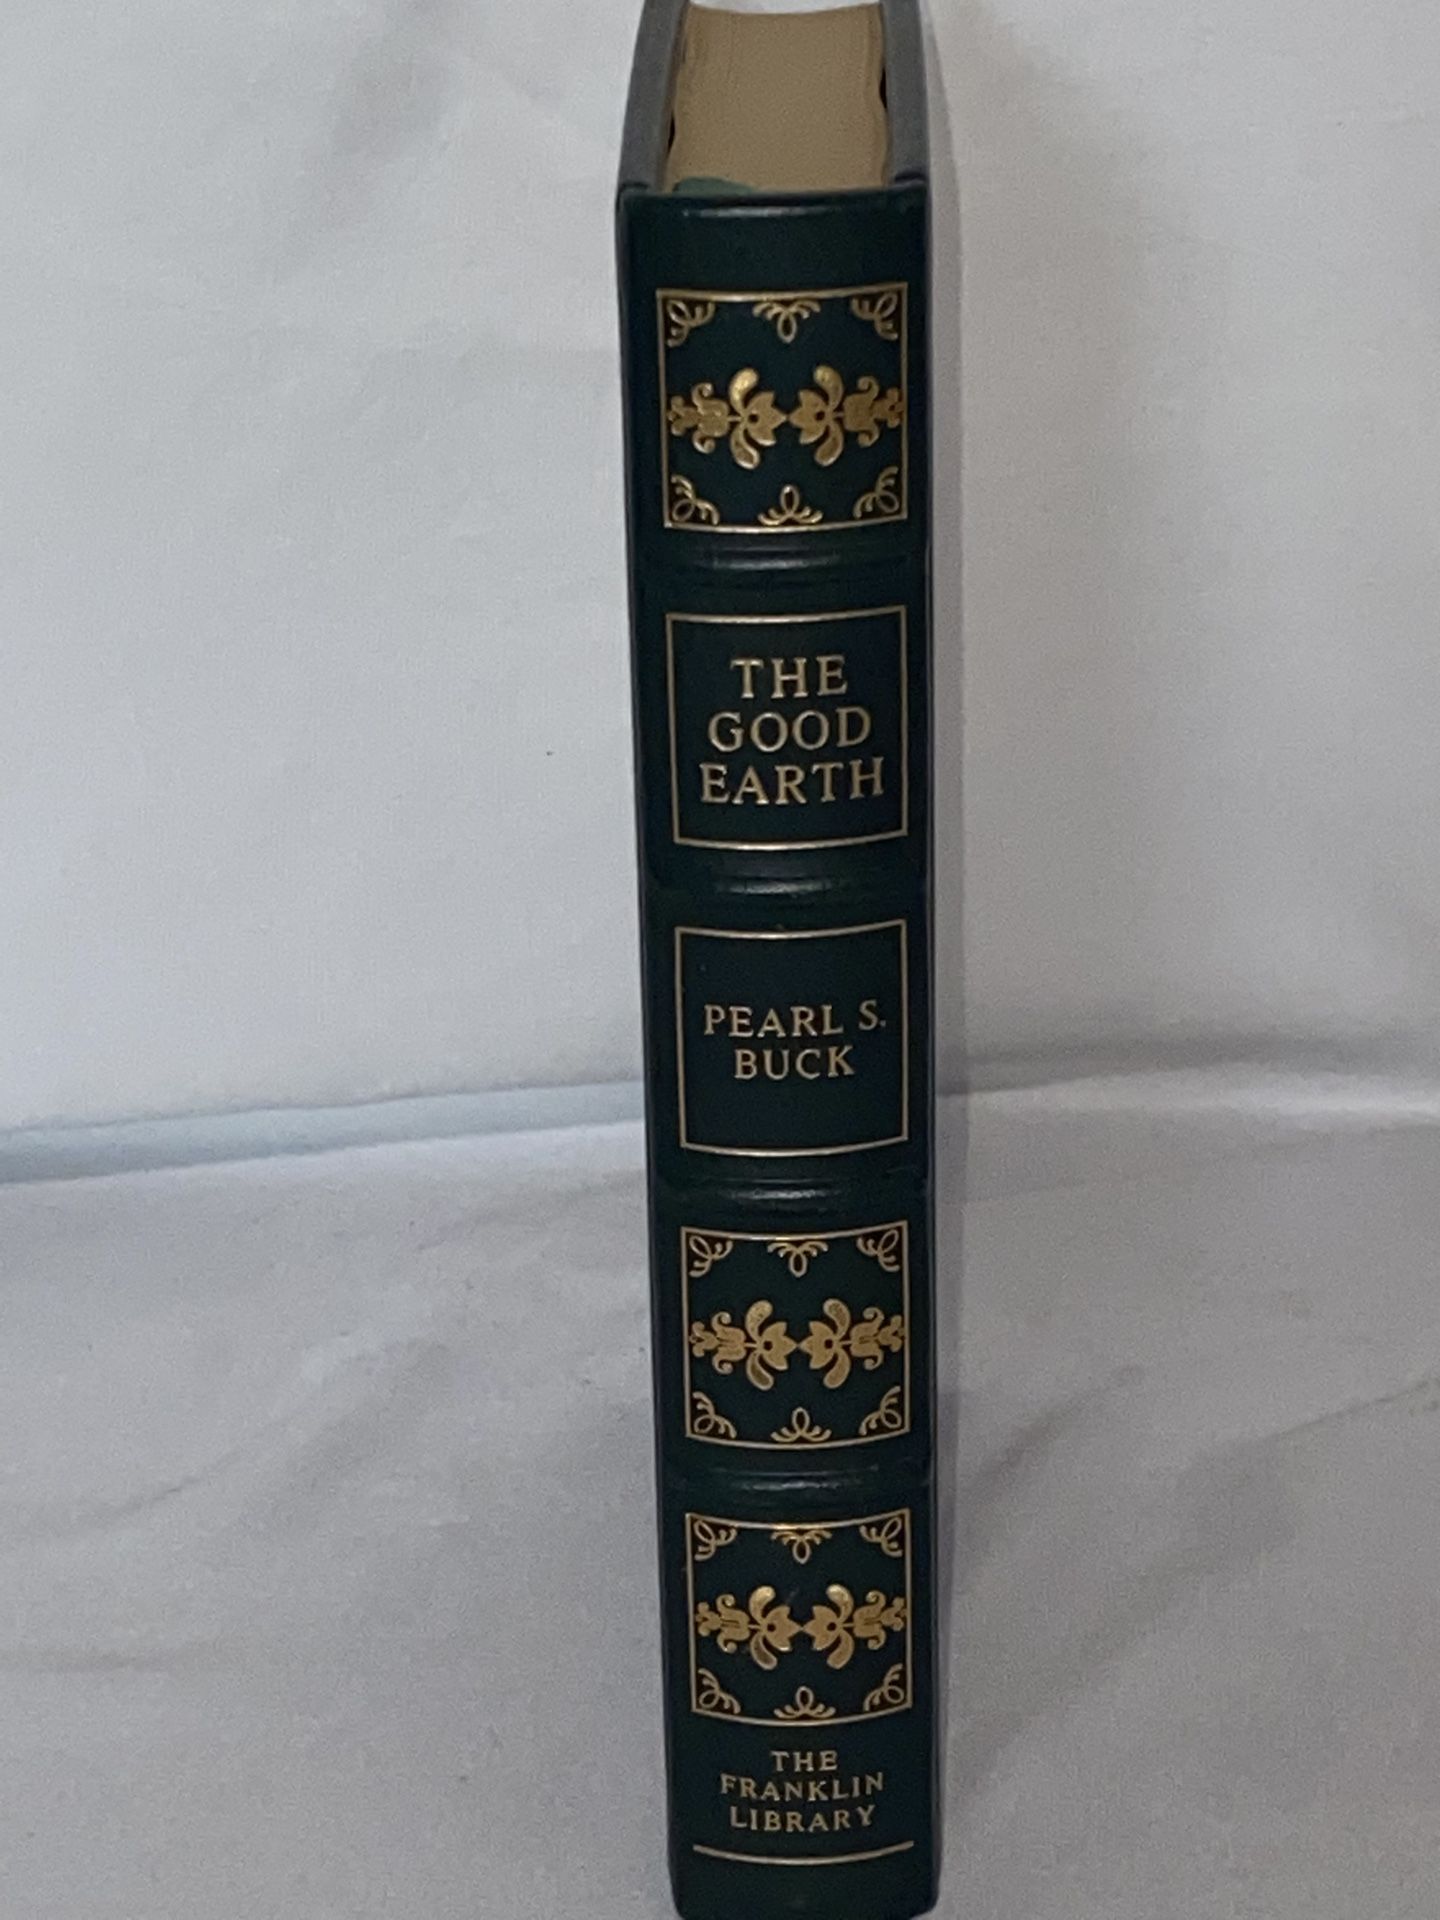 THE
GOOD
EARTH
PEARL S.
BUCK
THE
FRANKLIN
LIBRARY